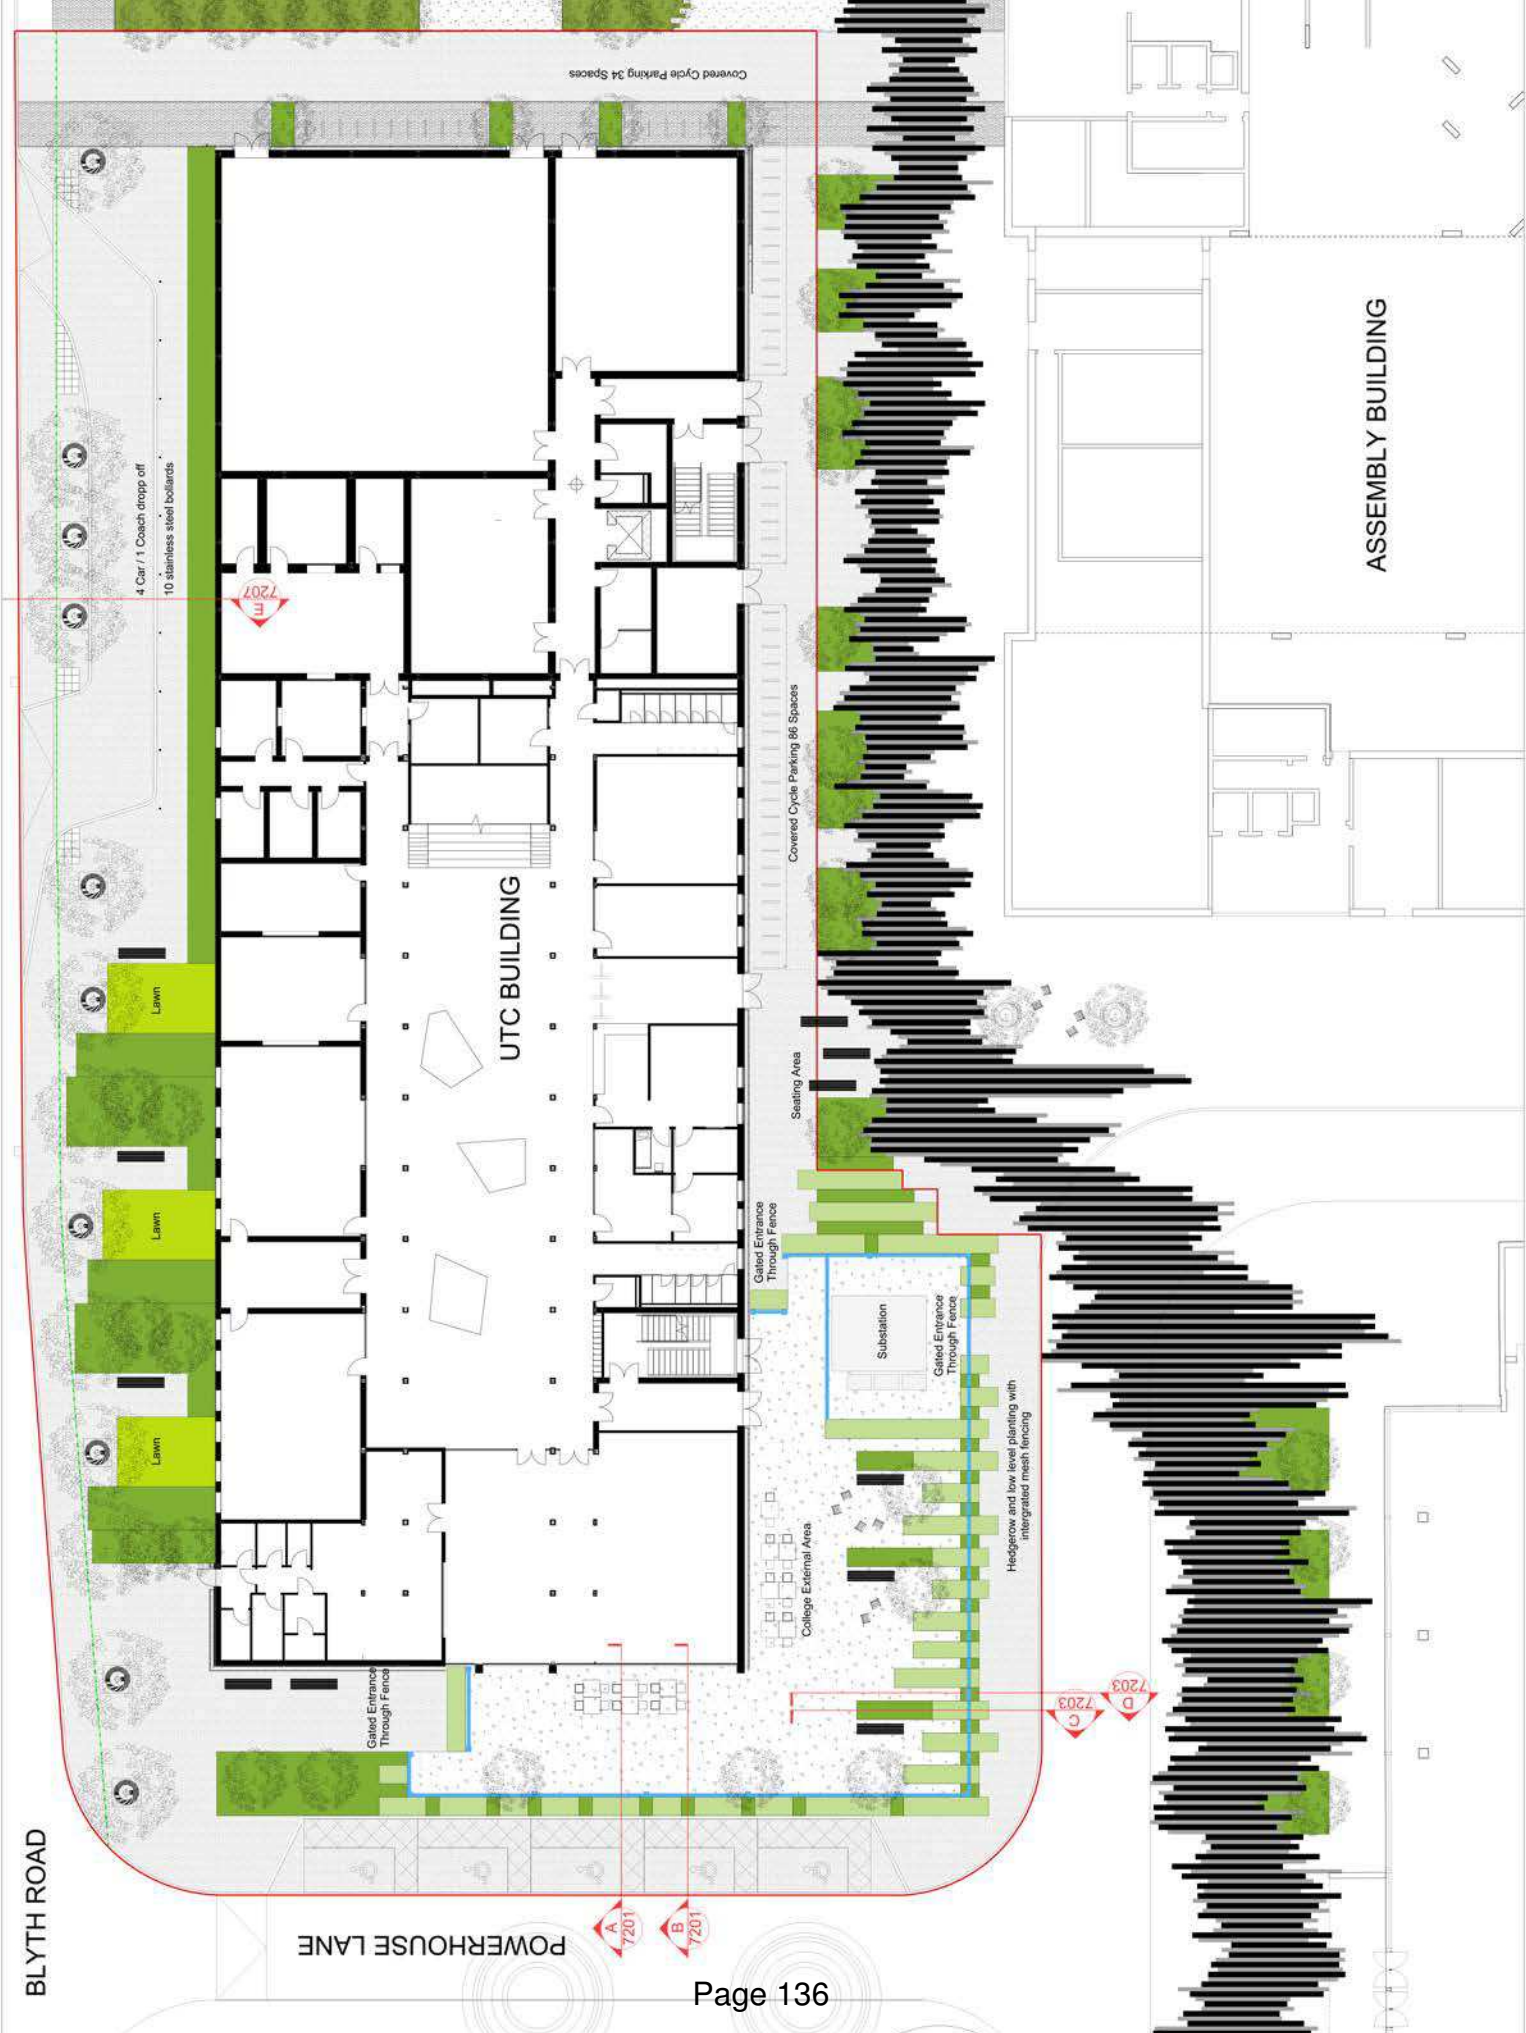 Covered Cycle Parking 34 Spaces
4 Car / 1 Coach dropp off
10 stainless steel bollards
E
7207
ASSEMBLY BUILDING
Covered Cycle Parking 86 Spaces
UTC BUILDING
Lawn
Seating Area
Lawn
Gated Entrance
Through Fence
Substation
Gated Entrance
Through Fence
Lawn
Hedgerow and low level planting with
intergrated mesh fencing
College External Area
Gated Entrance
Through Fence
C
7203
D
7203
A
7201
B
7201
BLYTH ROAD
POWERHOUSE LANE
Page 136